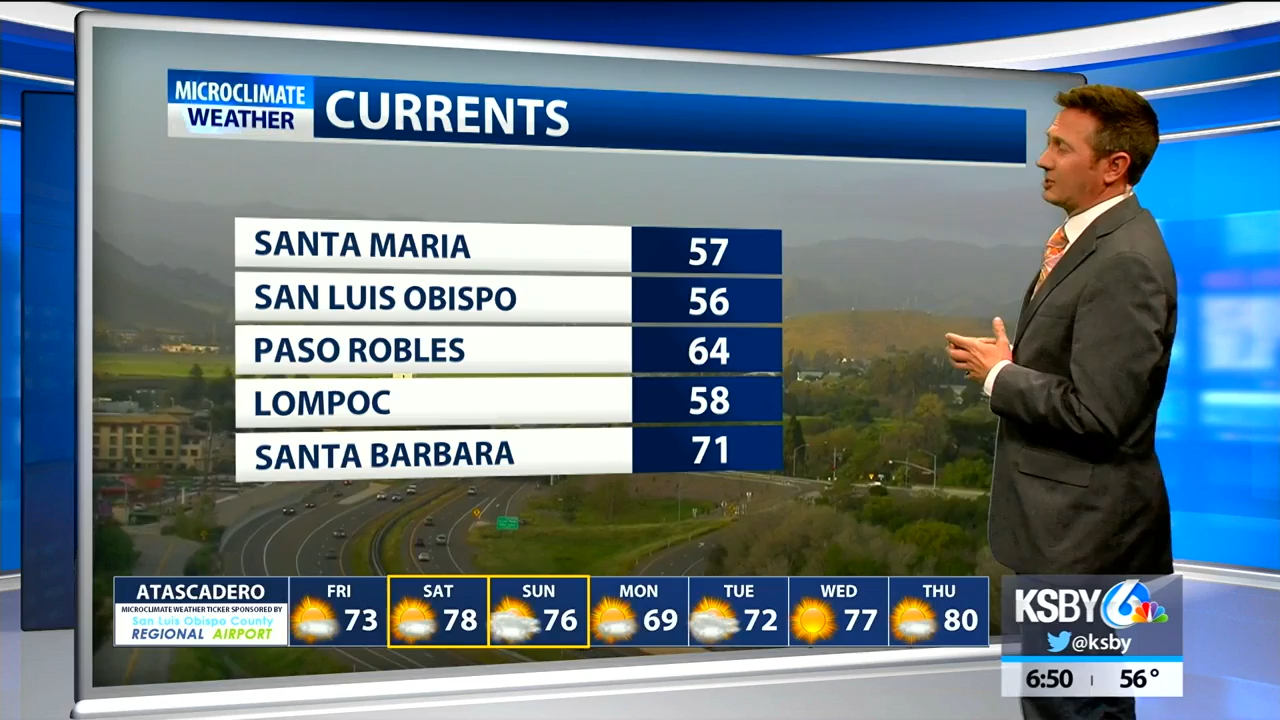 MICROCLIMATE
WEATHER
CURRENTS
SANTA MARIA 57
SAN LUIS OBISPO 56
PASO ROBLES 64
LOMPOC 58
SANTA BARBARA 71
ATASCADERO
MICROCLIMATE WEATHER TICKER SPONSORED BY
San Luis Obispo County
REGIONAL AIRPORT
FRI 73
SAT 78
SUN 76
MON 69
TUE 72
WED 77
THU 80
KSBY 6
@ksby
6:50 56°